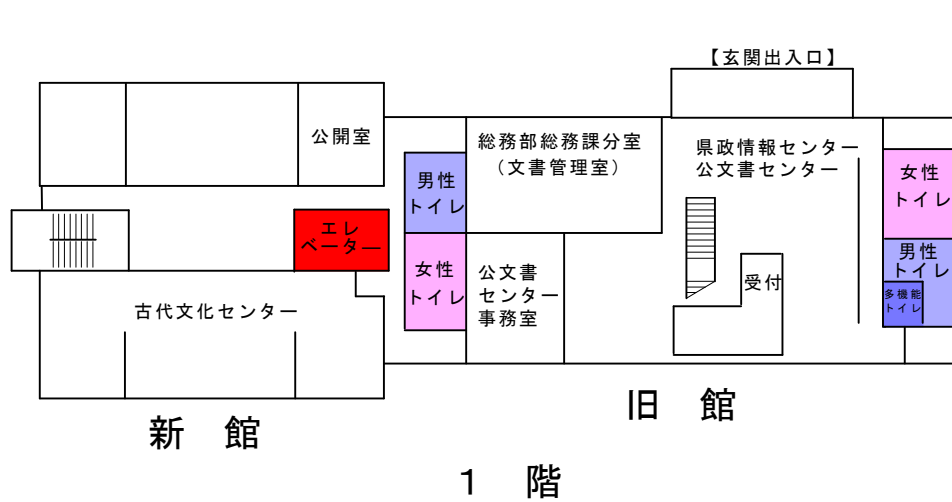 【玄関出入口】
公開室
総務部総務課分室
（文書管理室）
県政情報センター
公文書センター
男性
トイレ
女性
トイレ
エレ
ベーター
女性
トイレ
公文書
センター
事務室
受付
男性
トイレ
多機能
トイレ
古代文化センター
新館
旧館
1階